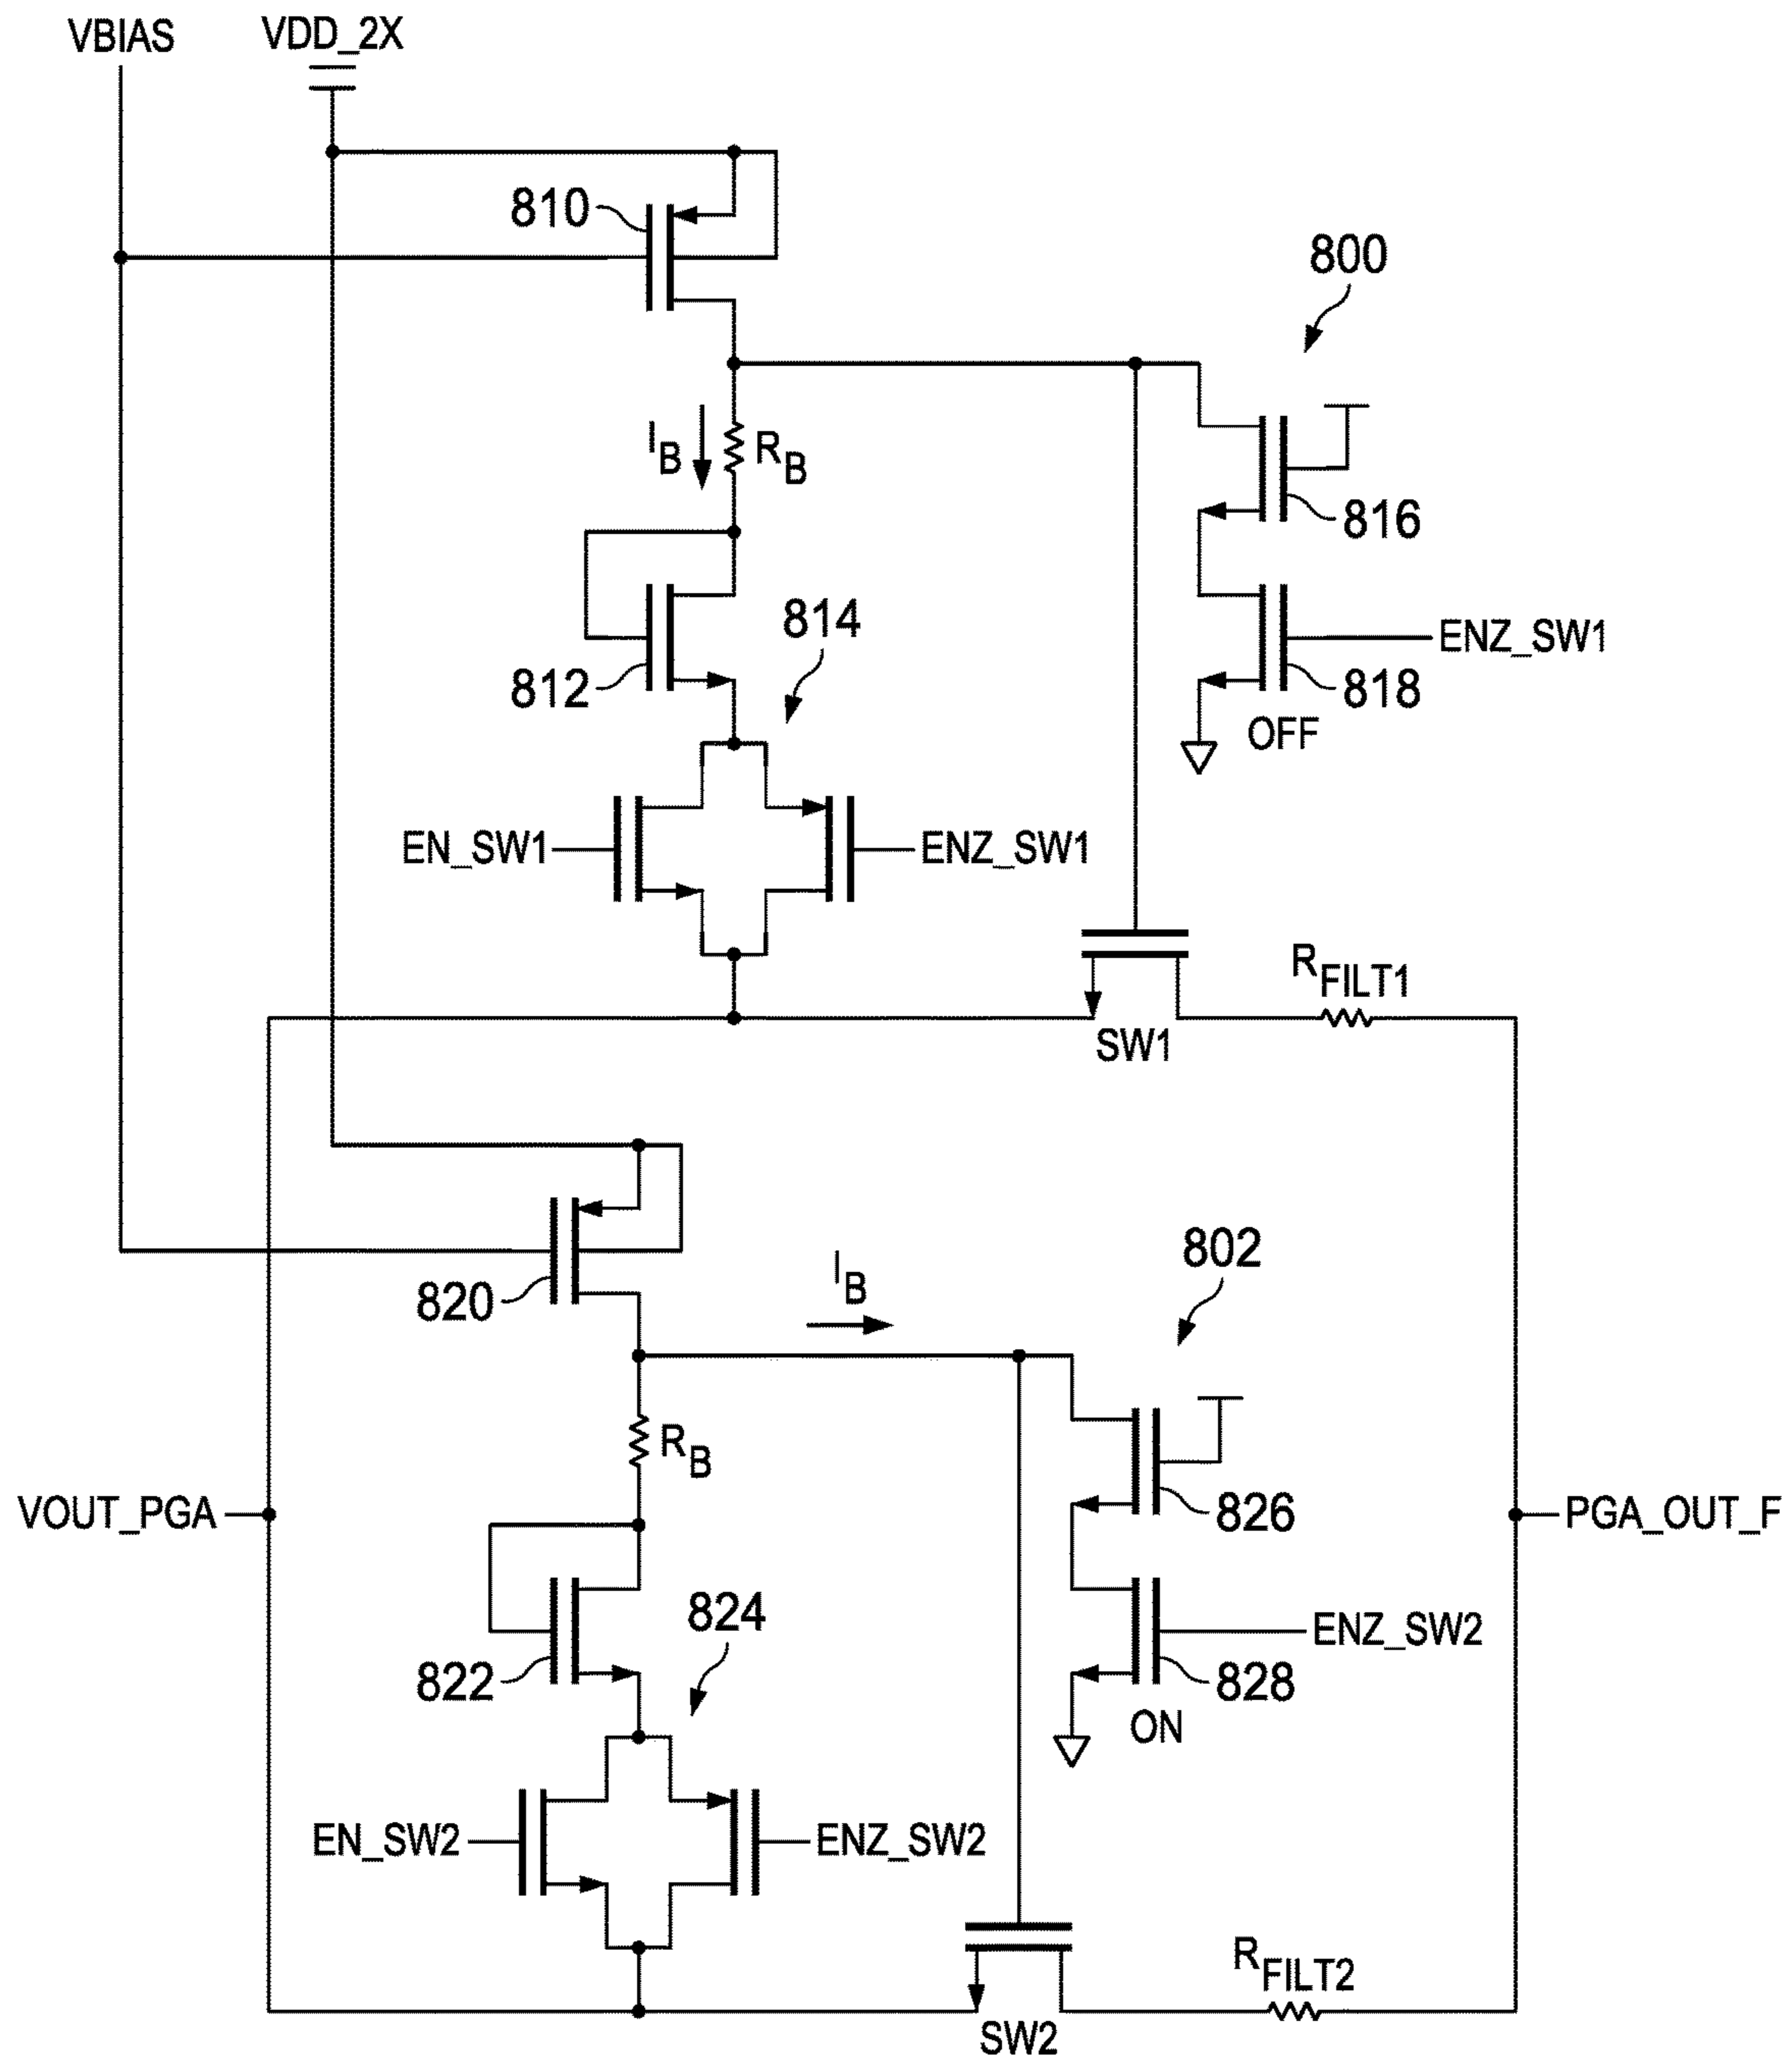 VBIAS
VDD_2X
810
800
IB
RB
816
814
812
818
ENZ_SW1
OFF
EN_SW1
ENZ_SW1
RFILT1
SW1
820
IB
802
RB
VOUT_PGA
826
PGA_OUT_F
824
822
828
ENZ_SW2
ON
EN_SW2
ENZ_SW2
RFILT2
SW2